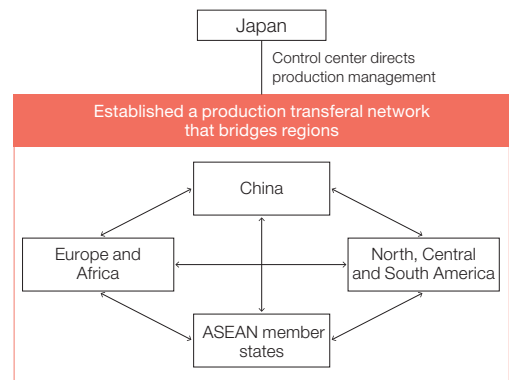 Japan
Control center directs
production management
Established a production transferal network
that bridges regions
China
Europe and
Africa
North, Central
and South America
ASEAN member
states